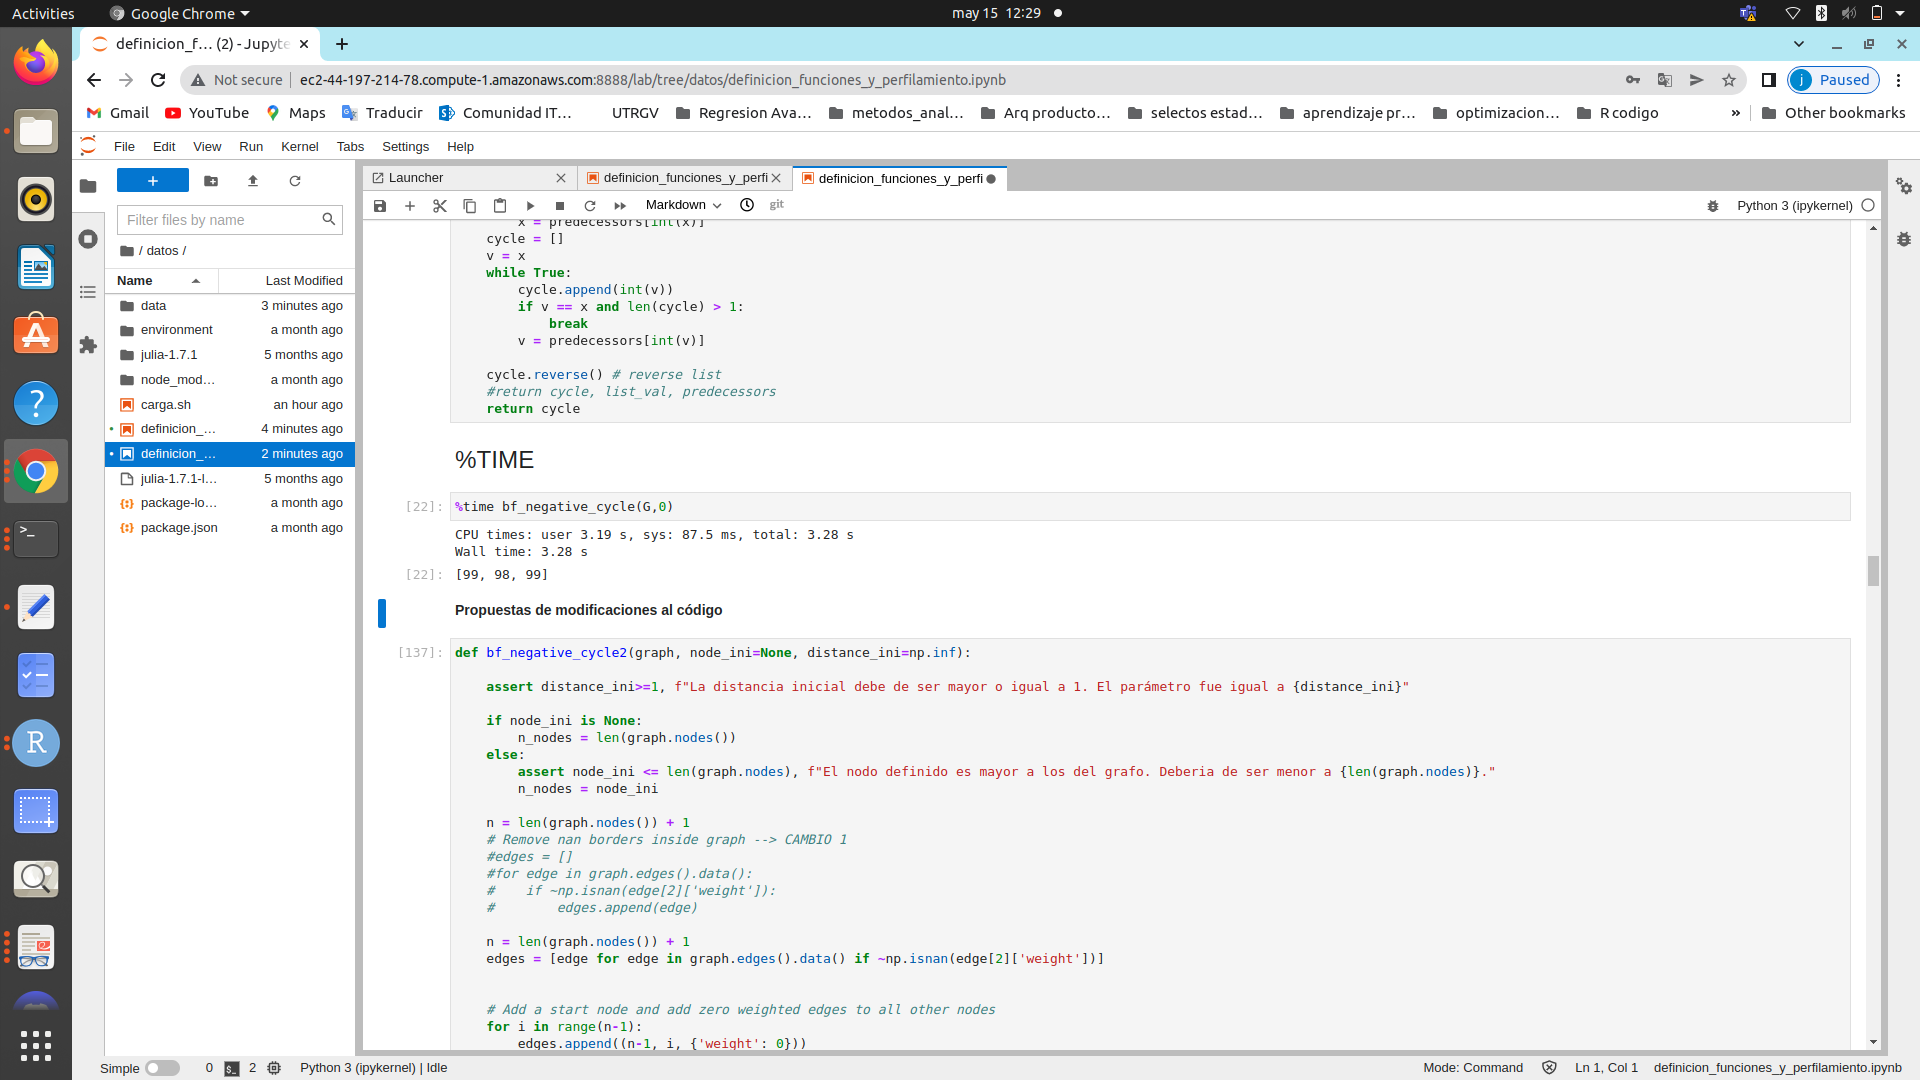 Activities
Google Chrome
may 15 12:29
definicion_f… (2) - Jupyte
Not secure
ec2-44-197-214-78.compute-1.amazonaws.com:8888/lab/tree/datos/definicion_funciones_y_perfilamiento.ipynb
j
Paused
Gmail
YouTube
Maps
Traducir
Comunidad IT…
UTRGV
Regresion Ava…
metodos_anal…
Arq producto…
selectos estad…
aprendizaje pr…
optimizacion…
R codigo
»
Other bookmarks
File
Edit
View
Run
Kernel
Tabs
Settings
Help
Filter files by name
/ datos /
Name
Last Modified
data 3 minutes ago
environment a month ago
julia-1.7.1 5 months ago
node_mod… a month ago
carga.sh an hour ago
definicion_… 4 minutes ago
definicion_… 2 minutes ago
julia-1.7.1-l… 5 months ago
package-lo… a month ago
package.json a month ago
Launcher
definicion_funciones_y_perfi
definicion_funciones_y_perfi
Markdown
git
Python 3 (ipykernel)
x = predecessors[int(x)]
cycle = []
v = x
while True:
cycle.append(int(v))
if v == x and len(cycle) > 1:
break
v = predecessors[int(v)]
cycle.reverse() # reverse list
#return cycle, list_val, predecessors
return cycle
%TIME
[22]: %time bf_negative_cycle(G,0)
CPU times: user 3.19 s, sys: 87.5 ms, total: 3.28 s
Wall time: 3.28 s
[22]: [99, 98, 99]
Propuestas de modificaciones al código
[137]: def bf_negative_cycle2(graph, node_ini=None, distance_ini=np.inf):
assert distance_ini>=1, f"La distancia inicial debe de ser mayor o igual a 1. El parámetro fue igual a {distance_ini}"
if node_ini is None:
n_nodes = len(graph.nodes())
else:
assert node_ini <= len(graph.nodes), f"El nodo definido es mayor a los del grafo. Deberia de ser menor a {len(graph.nodes)}."
n_nodes = node_ini
n = len(graph.nodes()) + 1
# Remove nan borders inside graph --> CAMBIO 1
#edges = []
#for edge in graph.edges().data():
#    if ~np.isnan(edge[2]['weight']):
#        edges.append(edge)
n = len(graph.nodes()) + 1
edges = [edge for edge in graph.edges().data() if ~np.isnan(edge[2]['weight'])]
# Add a start node and add zero weighted edges to all other nodes
for i in range(n-1):
edges.append((n-1, i, {'weight': 0}))
Simple
0
2
Python 3 (ipykernel) | Idle
Mode: Command
Ln 1, Col 1
definicion_funciones_y_perfilamiento.ipynb